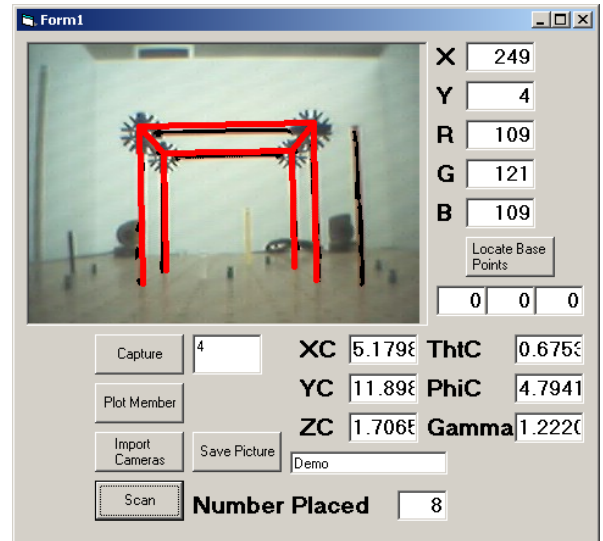 Form1
X 249
Y 4
R 109
G 121
B 109
Locate Base
Points
0 0 0
Capture 4 XC 5.1798 ThtC 0.6753
Plot Member YC 11.898 PhiC 4.7941
Import
Cameras Save Picture ZC 1.7065 Gamma 1.2220
Demo
Scan Number Placed 8